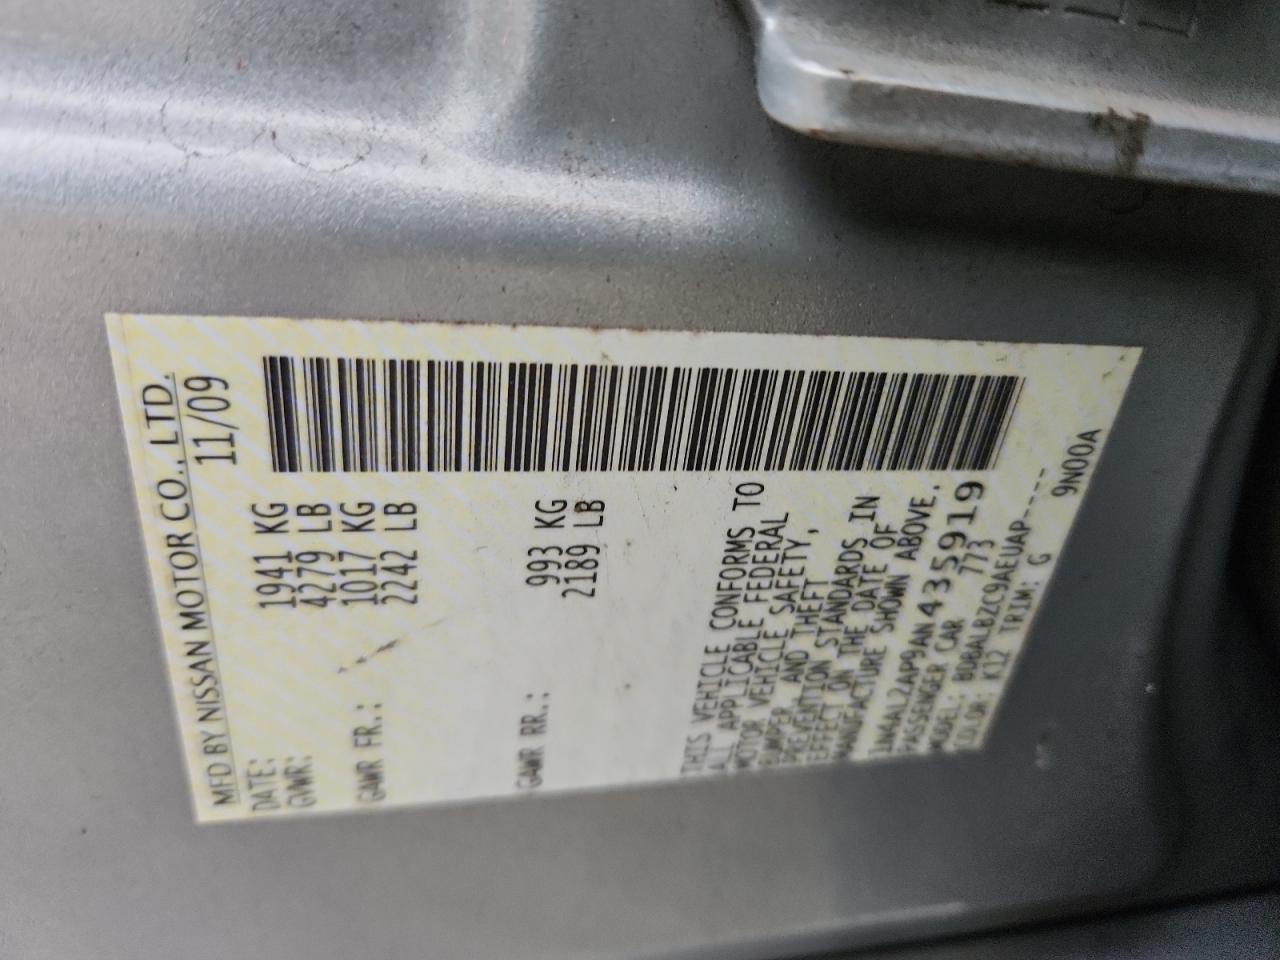 MFD BY NISSAN MOTOR CO., LTD.
DATE: 11/09
GVWR: 1941 KG
4279 LB
GAWR FR.: 1017 KG
2242 LB
GAWR RR.: 993 KG
2189 LB
THIS VEHICLE CONFORMS TO
ALL APPLICABLE FEDERAL
MOTOR VEHICLE SAFETY,
BUMPER, AND THEFT
PREVENTION STANDARDS IN
EFFECT ON THE DATE OF
MANUFACTURE SHOWN ABOVE.
1N4AL2AP9AN435919
PASSENGER CAR 773
MODEL: BDBALBZC9AEUAP----
COLOR: K12 TRIM: G
9N00A